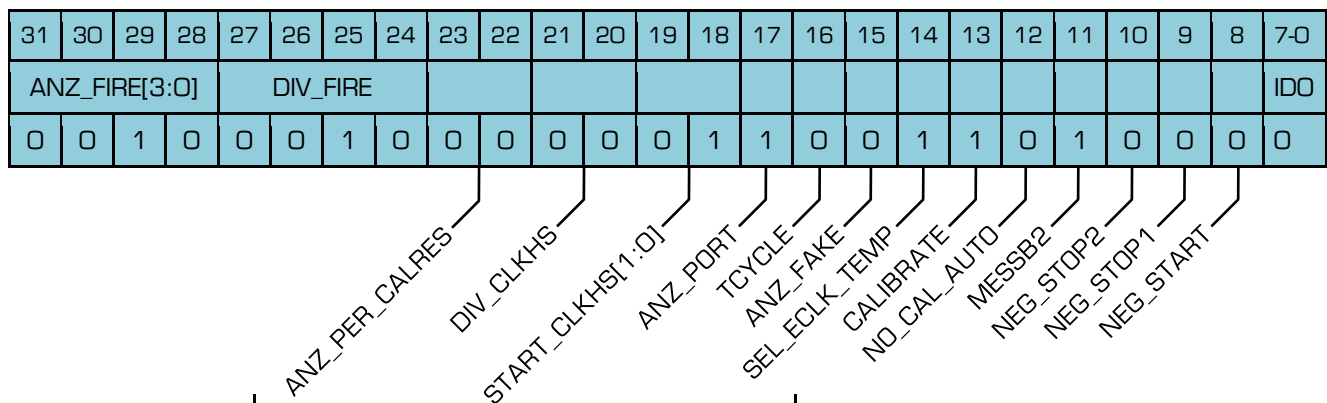 31 30 29 28 27 26 25 24 23 22 21 20 19 18 17 16 15 14 13 12 11 10 9 8 7-0
ANZ_FIRE[3:0] DIV_FIRE ID0
0 0 1 0 0 0 1 0 0 0 0 0 0 1 1 0 0 1 1 0 1 0 0 0 0
ANZ_PER_CALRES
DIV_CLKHS
START_CLKHS[1:0]
ANZ_PORT
TCYCLE
ANZ_FAKE
SEL_ECLK_TEMP
CALIBRATE
NO_CAL_AUTO
MESSB2
NEG_STOP2
NEG_STOP1
NEG_START